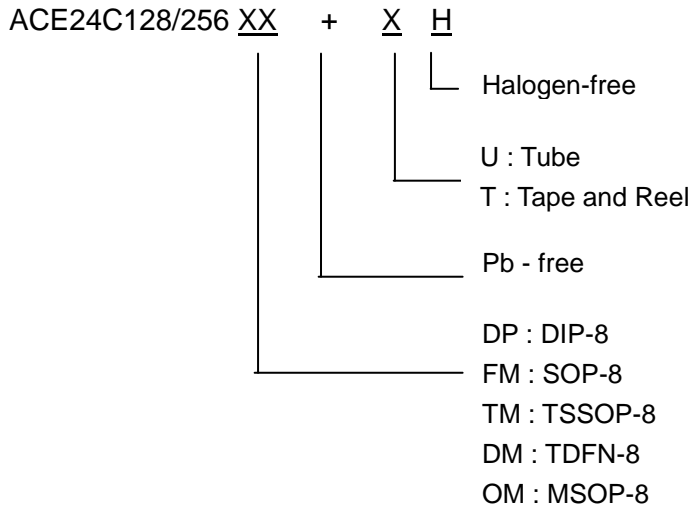 ACE24C128/256 XX + X H
Halogen-free
U : Tube
T : Tape and Reel
Pb - free
DP : DIP-8
FM : SOP-8
TM : TSSOP-8
DM : TDFN-8
OM : MSOP-8